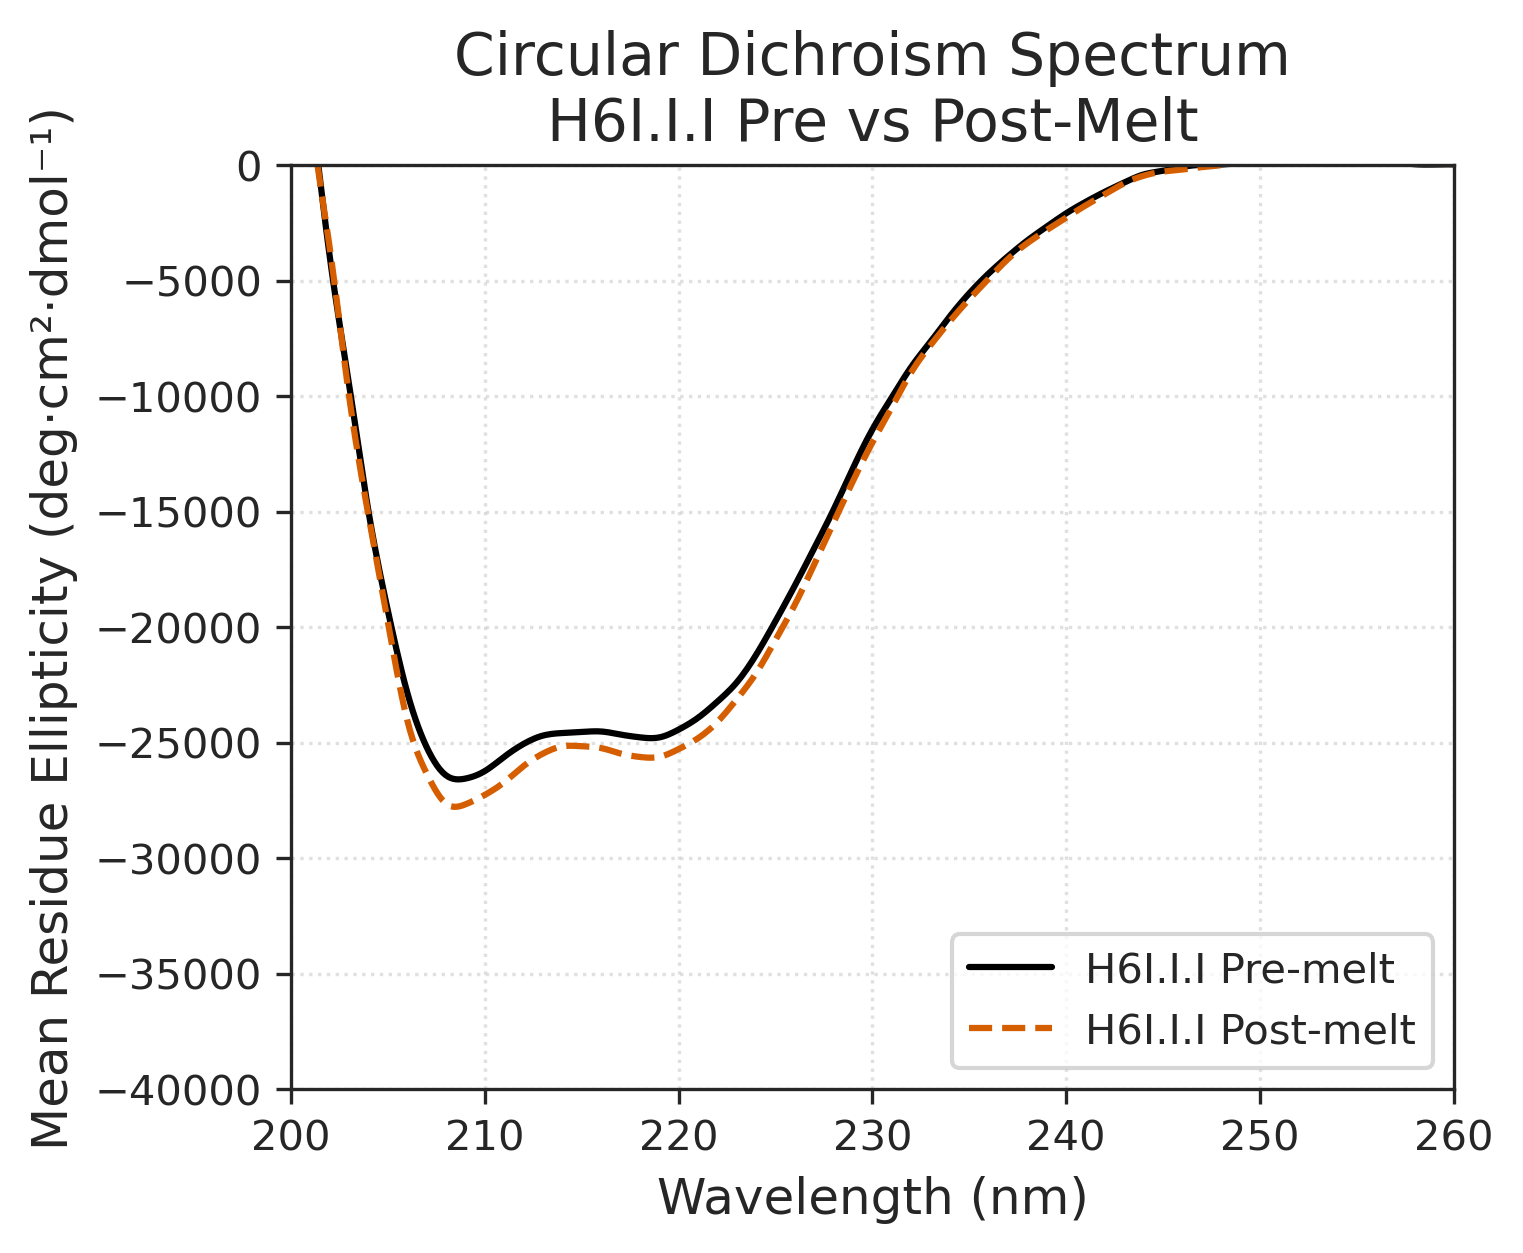 Circular Dichroism Spectrum
H6I.I.I Pre vs Post-Melt
Mean Residue Ellipticity (deg·cm²·dmol⁻¹)
0
−5000
−10000
−15000
−20000
−25000
−30000
−35000
−40000
H6I.I.I Pre-melt
H6I.I.I Post-melt
200 210 220 230 240 250 260
Wavelength (nm)